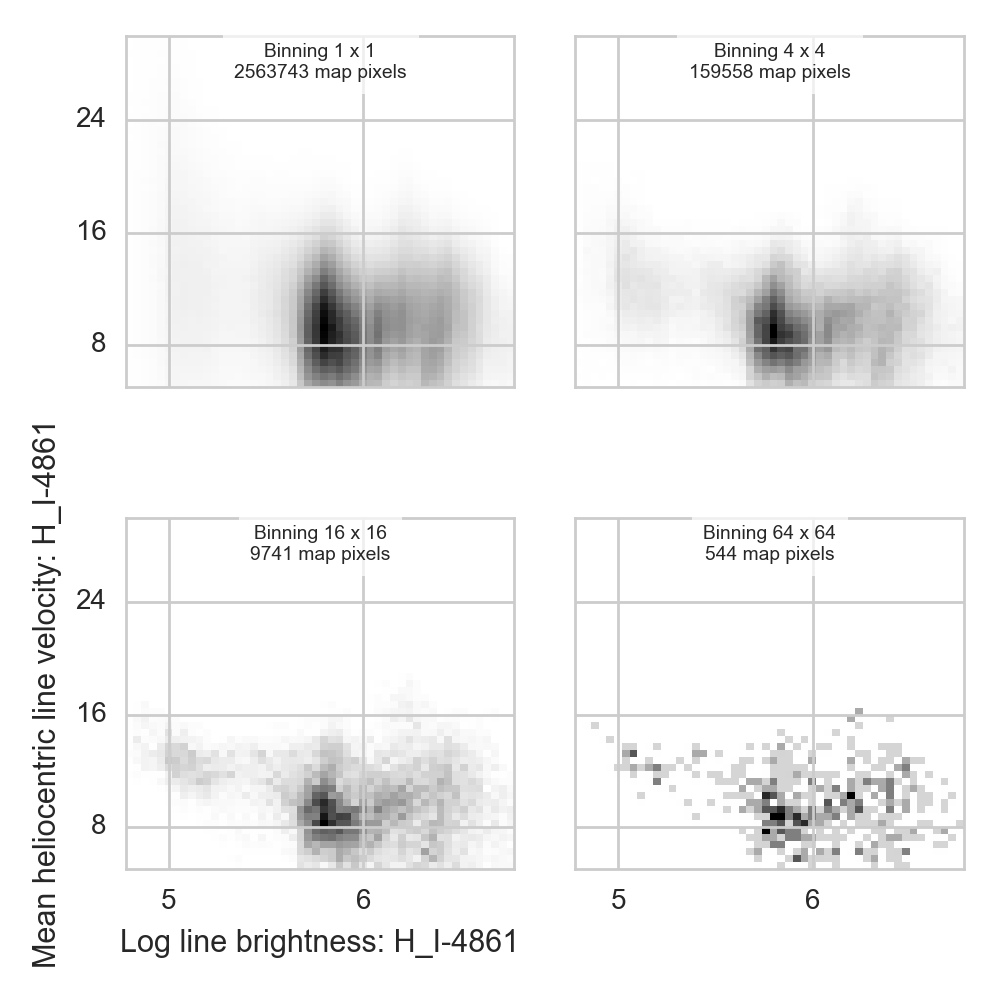 Binning 1 x 1
2563743 map pixels
Binning 4 x 4
159558 map pixels
24
16
8
Mean heliocentric line velocity: H_I-4861
Binning 16 x 16
9741 map pixels
Binning 64 x 64
544 map pixels
24
16
8
5 6
5 6
Log line brightness: H_I-4861